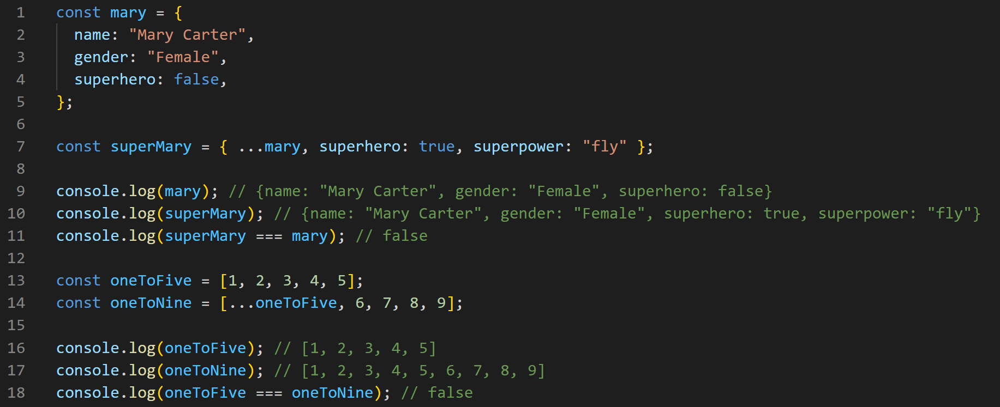 1 const mary = {
2   name: "Mary Carter",
3   gender: "Female",
4   superhero: false,
5 };
6
7 const superMary = { ...mary, superhero: true, superpower: "fly" };
8
9 console.log(mary); // {name: "Mary Carter", gender: "Female", superhero: false}
10 console.log(superMary); // {name: "Mary Carter", gender: "Female", superhero: true, superpower: "fly"}
11 console.log(superMary === mary); // false
12
13 const oneToFive = [1, 2, 3, 4, 5];
14 const oneToNine = [...oneToFive, 6, 7, 8, 9];
15
16 console.log(oneToFive); // [1, 2, 3, 4, 5]
17 console.log(oneToNine); // [1, 2, 3, 4, 5, 6, 7, 8, 9]
18 console.log(oneToFive === oneToNine); // false